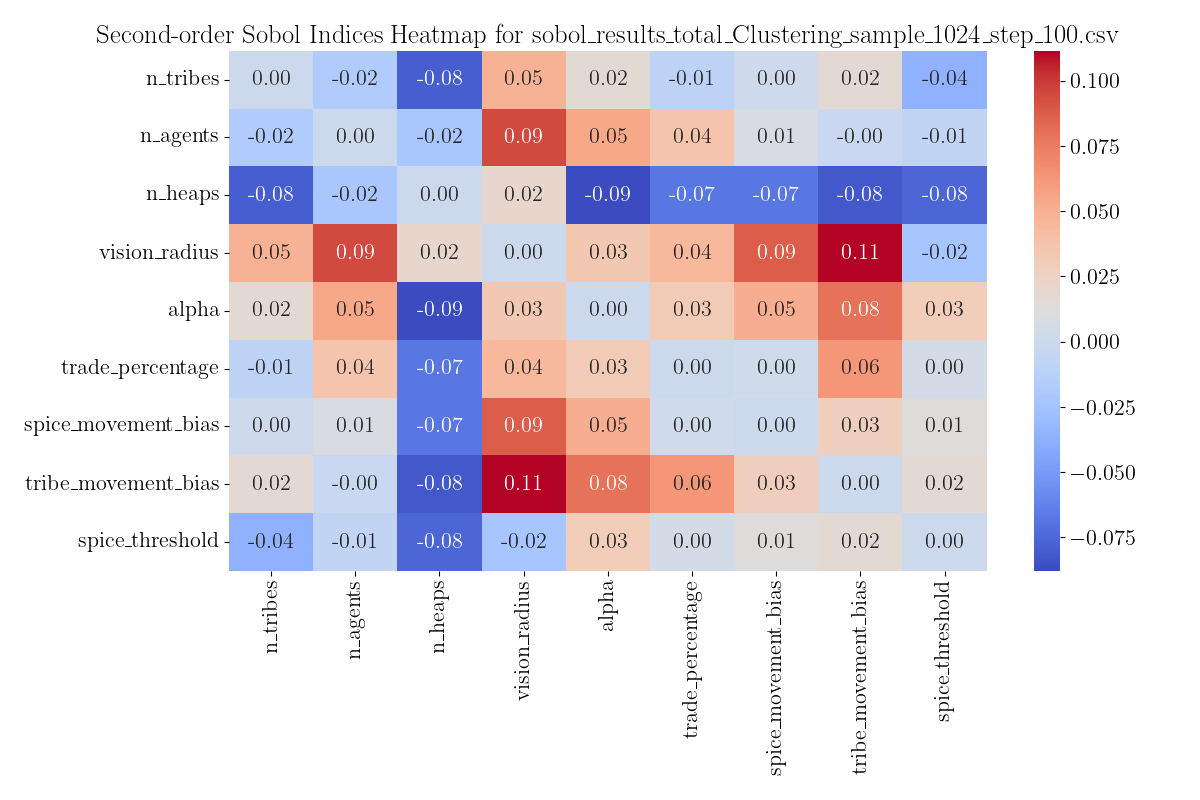 Second-order Sobol Indices Heatmap for sobol_results_total_Clustering_sample_1024_step_100.csv
n_tribes 0.00 -0.02 -0.08 0.05 0.02 -0.01 0.00 0.02 -0.04
n_agents -0.02 0.00 -0.02 0.09 0.05 0.04 0.01 -0.00 -0.01
n_heaps -0.08 -0.02 0.00 0.02 -0.09 -0.07 -0.07 -0.08 -0.08
vision_radius 0.05 0.09 0.02 0.00 0.03 0.04 0.09 0.11 -0.02
alpha 0.02 0.05 -0.09 0.03 0.00 0.03 0.05 0.08 0.03
trade_percentage -0.01 0.04 -0.07 0.04 0.03 0.00 0.00 0.06 0.00
spice_movement_bias 0.00 0.01 -0.07 0.09 0.05 0.00 0.00 0.03 0.01
tribe_movement_bias 0.02 -0.00 -0.08 0.11 0.08 0.06 0.03 0.00 0.02
spice_threshold -0.04 -0.01 -0.08 -0.02 0.03 0.00 0.01 0.02 0.00
n_tribes
n_agents
n_heaps
vision_radius
alpha
trade_percentage
spice_movement_bias
tribe_movement_bias
spice_threshold
0.100
0.075
0.050
0.025
0.000
−0.025
−0.050
−0.075